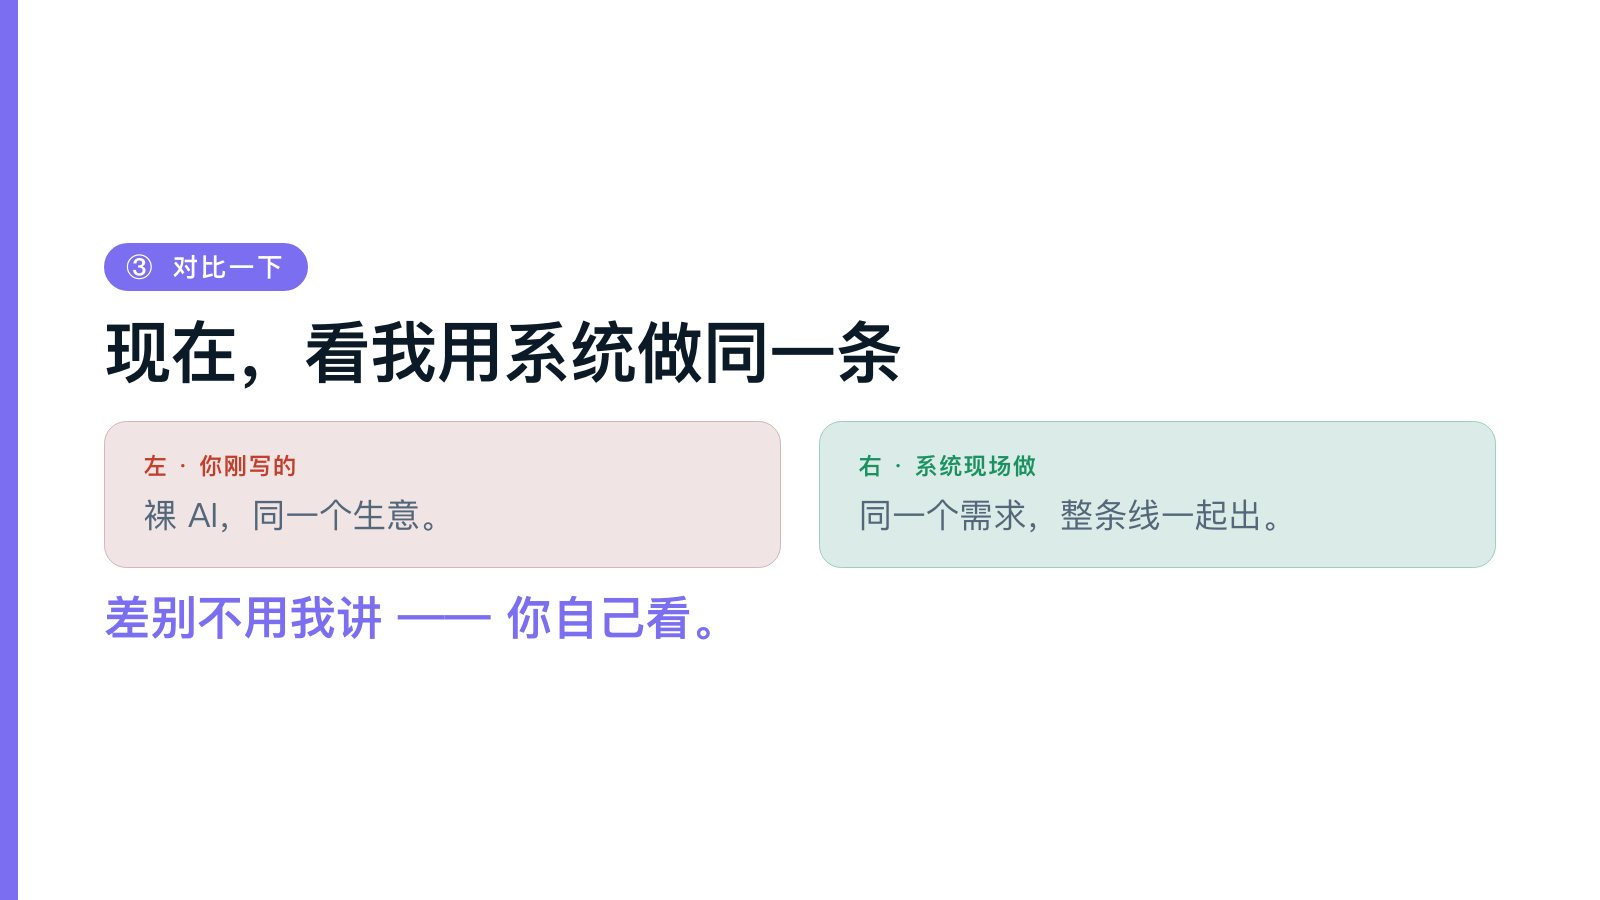 ③ 对比一下
现在，看我用系统做同一条
左 · 你刚写的
裸 AI，同一个生意。
右 · 系统现场做
同一个需求，整条线一起出。
差别不用我讲 —— 你自己看。